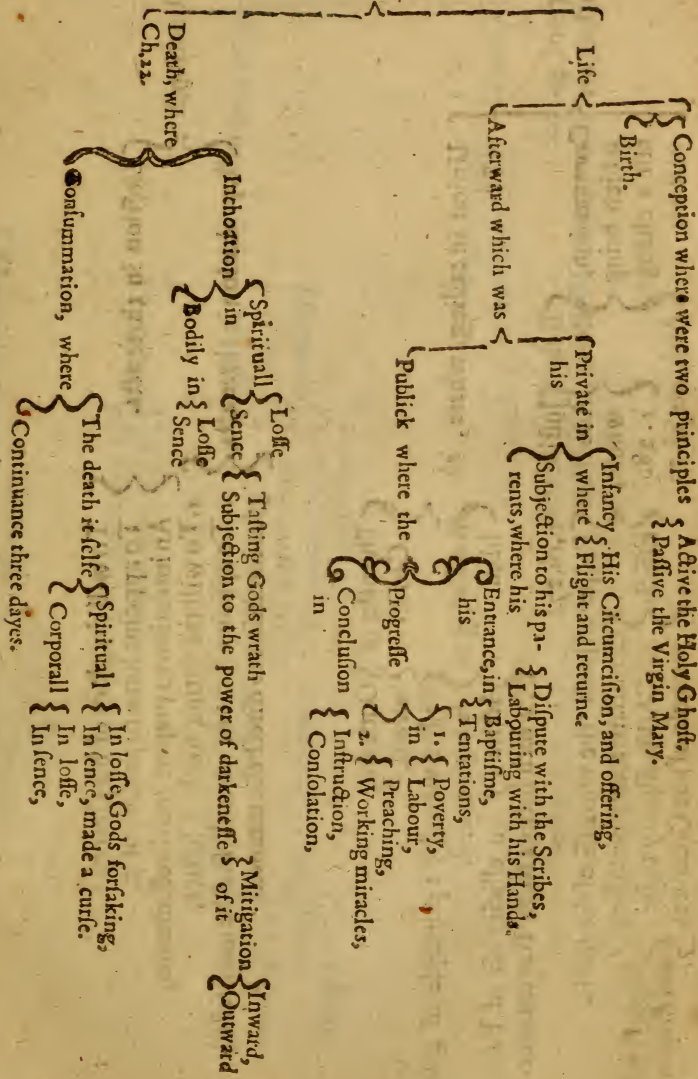 Life
Conception where were two principles
Active the Holy Ghost.
Passive the Virgin Mary.
Birth.
Afterward which was
Private in
his
Infancy
where
His Circumcision, and offering,
Flight and returne.
Subjection to his pa-
rents, where his
Dispute with the Scribes,
Labouring with his Hands.
Publick where the
Entrance, in
his
Baptisme,
Tentations,
Progresse
in
1.
Poverty,
Labour,
2.
Preaching,
Working miracles,
Conclusion
in
Instruction,
Consolation,
Death, where
Ch, 22.
Inchoation
in
Spirituall
Losse
Sence
Tasting Gods wrath
Subjection to the power of darkenesse
Mitigation
of it
Inward,
Outward
Bodily in
Losse
Sence
Consummation, where
The death it selfe
Spirituall
In losse, Gods forsaking,
In sence, made a curse.
Corporall
In losse,
In sence,
Continuance three dayes.